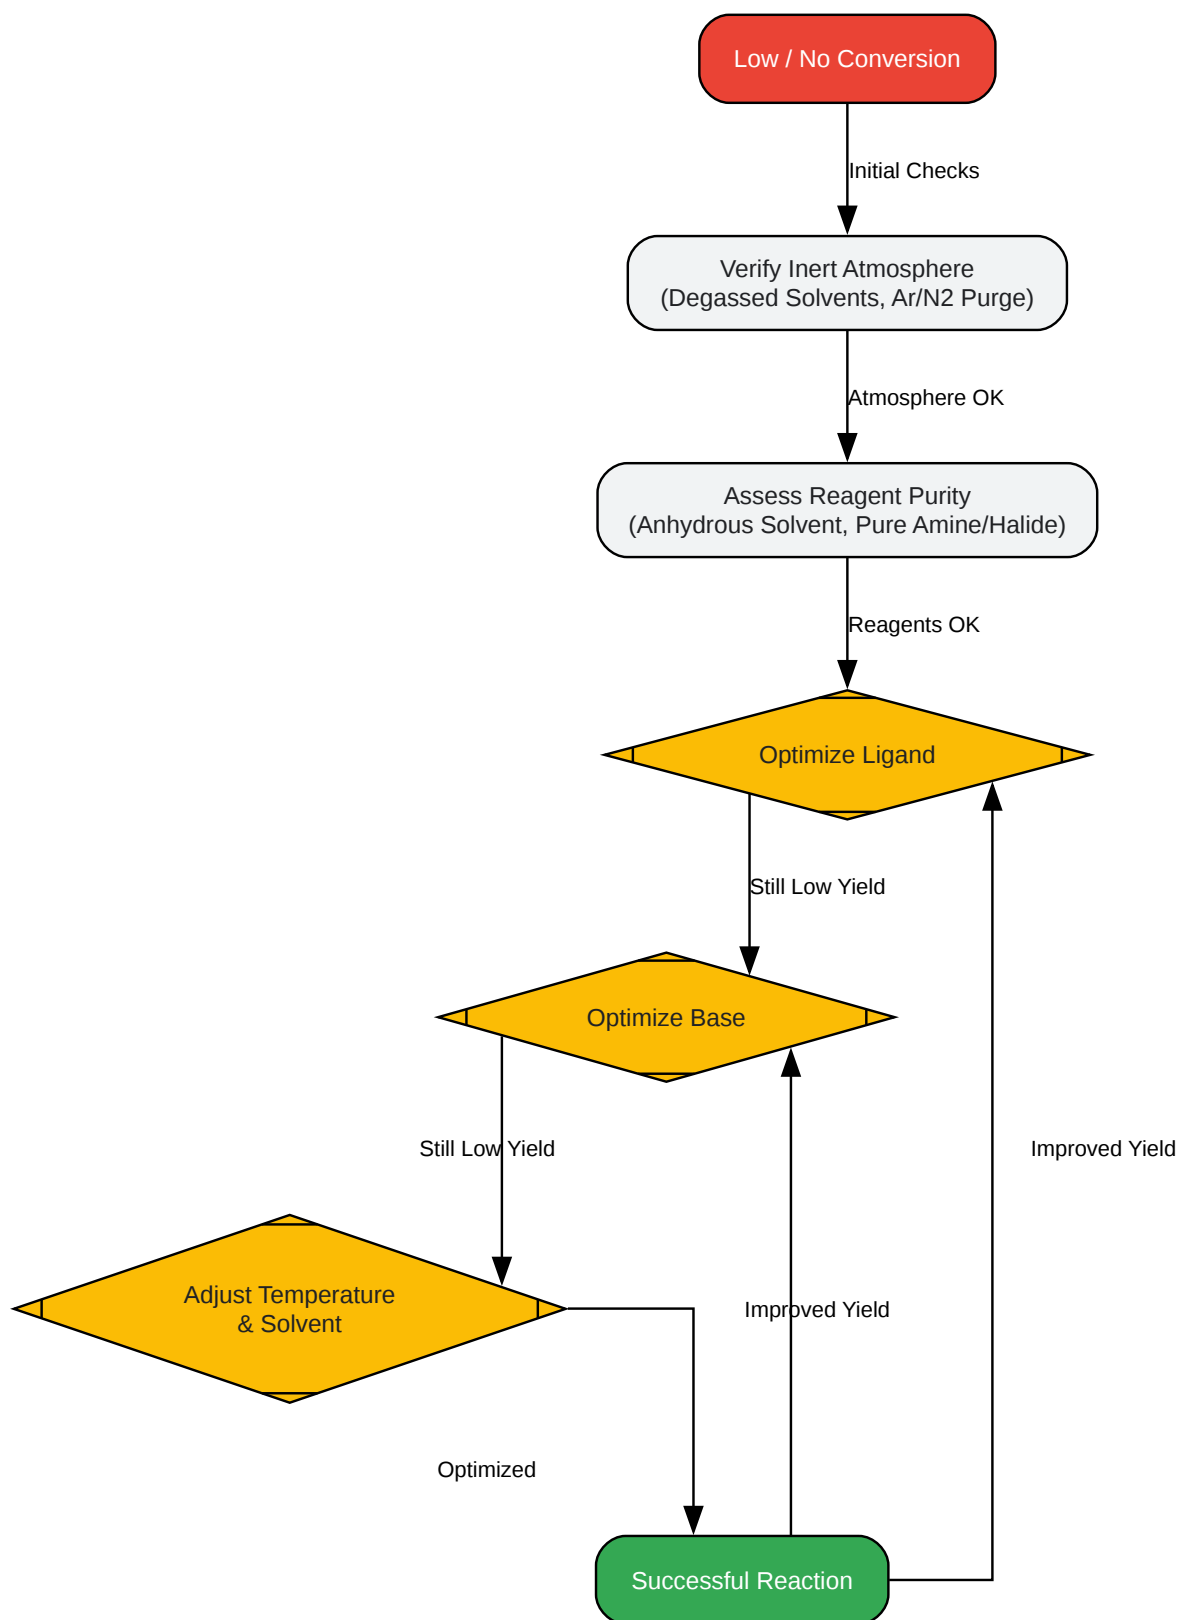 Low / No Conversion
Initial Checks
Verify Inert Atmosphere
(Degassed Solvents, Ar/N2 Purge)
Atmosphere OK
Assess Reagent Purity
(Anhydrous Solvent, Pure Amine/Halide)
Reagents OK
Optimize Ligand
Still Low Yield
Optimize Base
Still Low Yield
Improved Yield
Adjust Temperature
& Solvent
Improved Yield
Optimized
Successful Reaction